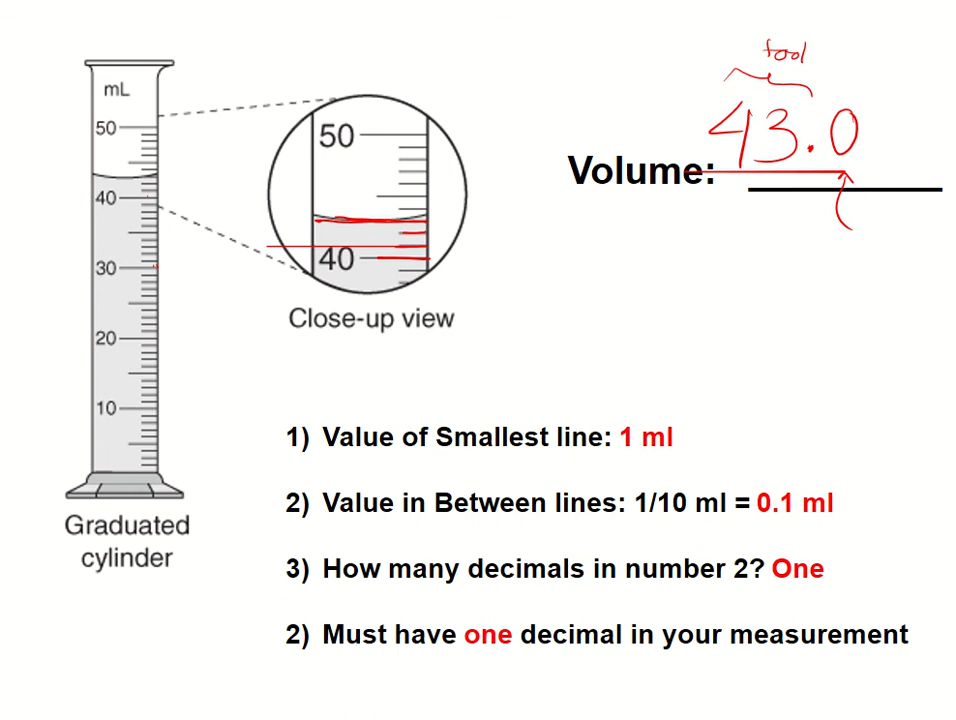 mL
50
40
30
20
10
Graduated
cylinder
50
40
Close-up view
tool
43.0
Volume:
1) Value of Smallest line: 1 ml
2) Value in Between lines: 1/10 ml = 0.1 ml
3) How many decimals in number 2? One
2) Must have one decimal in your measurement